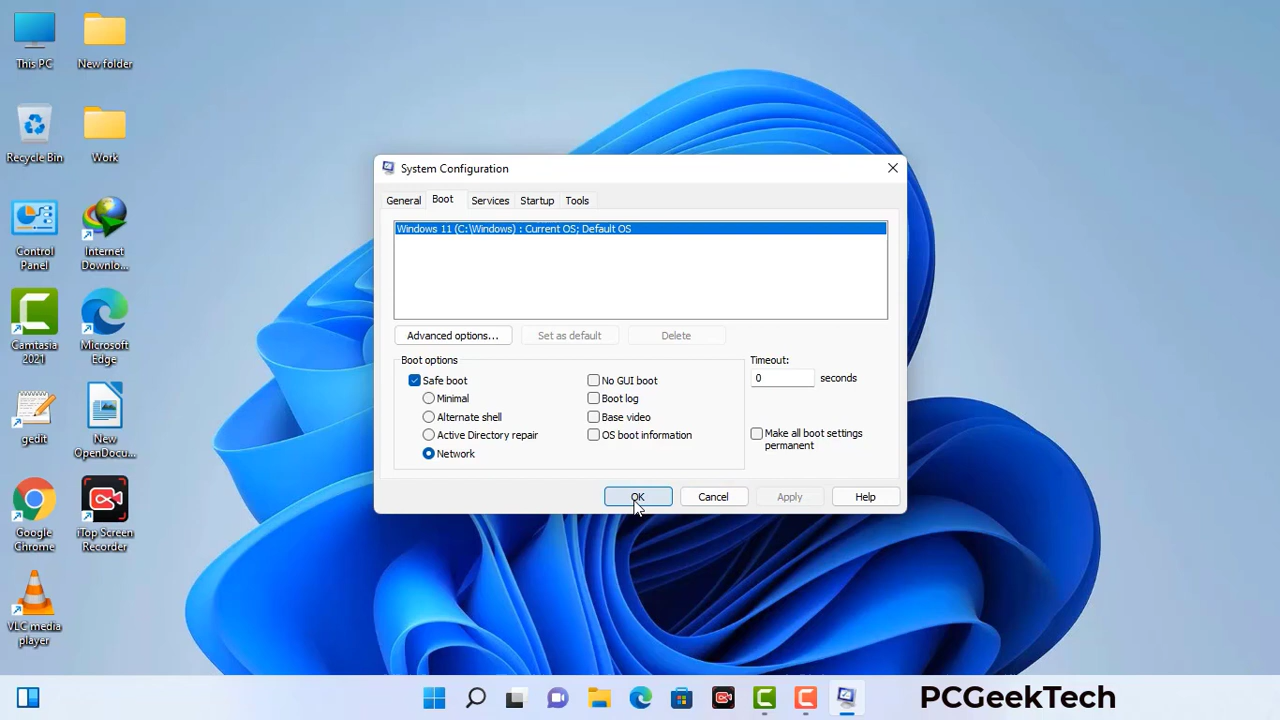 This PC
New folder
Recycle Bin
Work
Control
Panel
Internet
Downlo...
Camtasia
2021
Microsoft
Edge
gedit
New
OpenDocu...
Google
Chrome
iTop Screen
Recorder
VLC media
player
System Configuration
General
Boot
Services
Startup
Tools
Windows 11 (C:\Windows) : Current OS; Default OS
Advanced options...
Set as default
Delete
Boot options
Safe boot
Minimal
Alternate shell
Active Directory repair
Network
No GUI boot
Boot log
Base video
OS boot information
Timeout:
0 seconds
Make all boot settings
permanent
OK
Cancel
Apply
Help
PCGeekTech